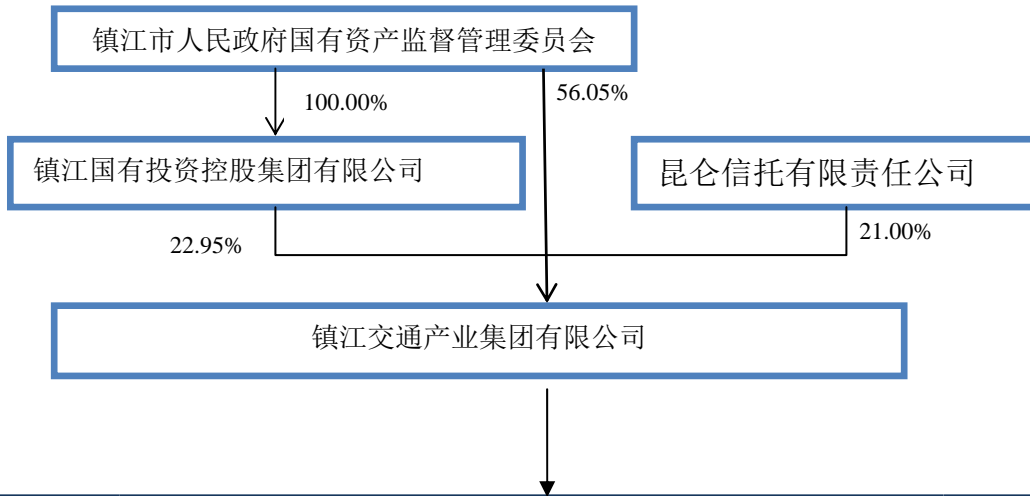 镇江市人民政府国有资产监督管理委员会
100.00%
56.05%
镇江国有投资控股集团有限公司
昆仑信托有限责任公司
22.95%
21.00%
镇江交通产业集团有限公司